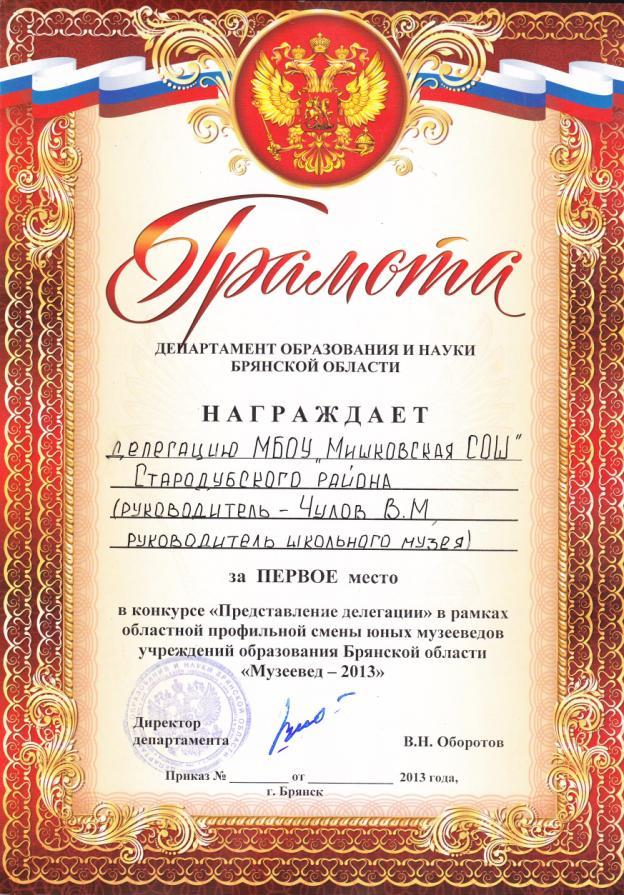 Грамота
ДЕПАРТАМЕНТ ОБРАЗОВАНИЯ И НАУКИ
БРЯНСКОЙ ОБЛАСТИ
НАГРАЖДАЕТ
делегацию МБОУ „Мишковская СОШ"
Стародубского района
(руководитель - Чулов В.М,
руководитель школьного музея)
за ПЕРВОЕ место
в конкурсе «Представление делегации» в рамках
областной профильной смены юных музееведов
учреждений образования Брянской области
«Музеевед – 2013»
Директор
департамента
В.Н. Оборотов
Приказ № ________ от ____________ 2013 года,
г. Брянск